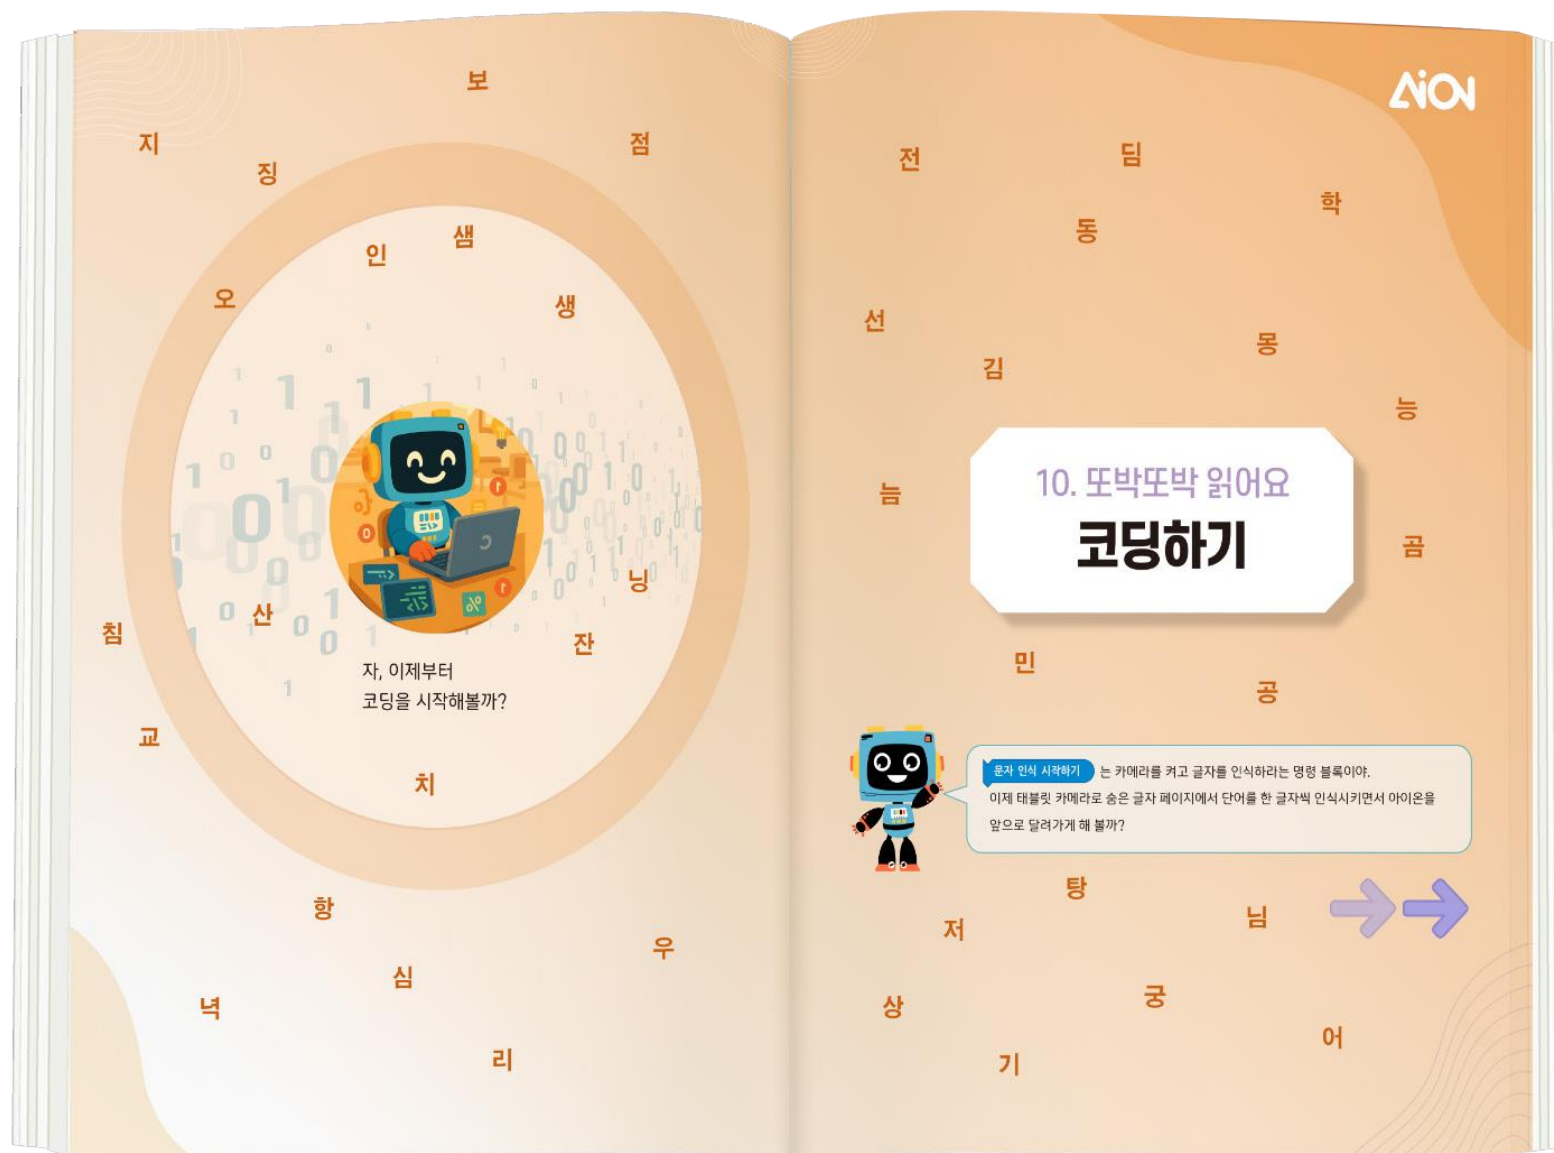 보
지
점
징
샘
인
오
생
닝
산
침
잔
자, 이제부터
코딩을 시작해볼까?
교
치
항
우
심
녁
리
AiON
딤
전
학
동
선
몽
김
능
10. 또박또박 읽어요
늠
코딩하기
곰
민
공
문자 인식 시작하기 는 카메라를 켜고 글자를 인식하라는 명령 블록이야.
이제 태블릿 카메라로 숨은 글자 페이지에서 단어를 한 글자씩 인식시키면서 아이온을
앞으로 달려가게 해 볼까?
탕
님
저
궁
상
어
기